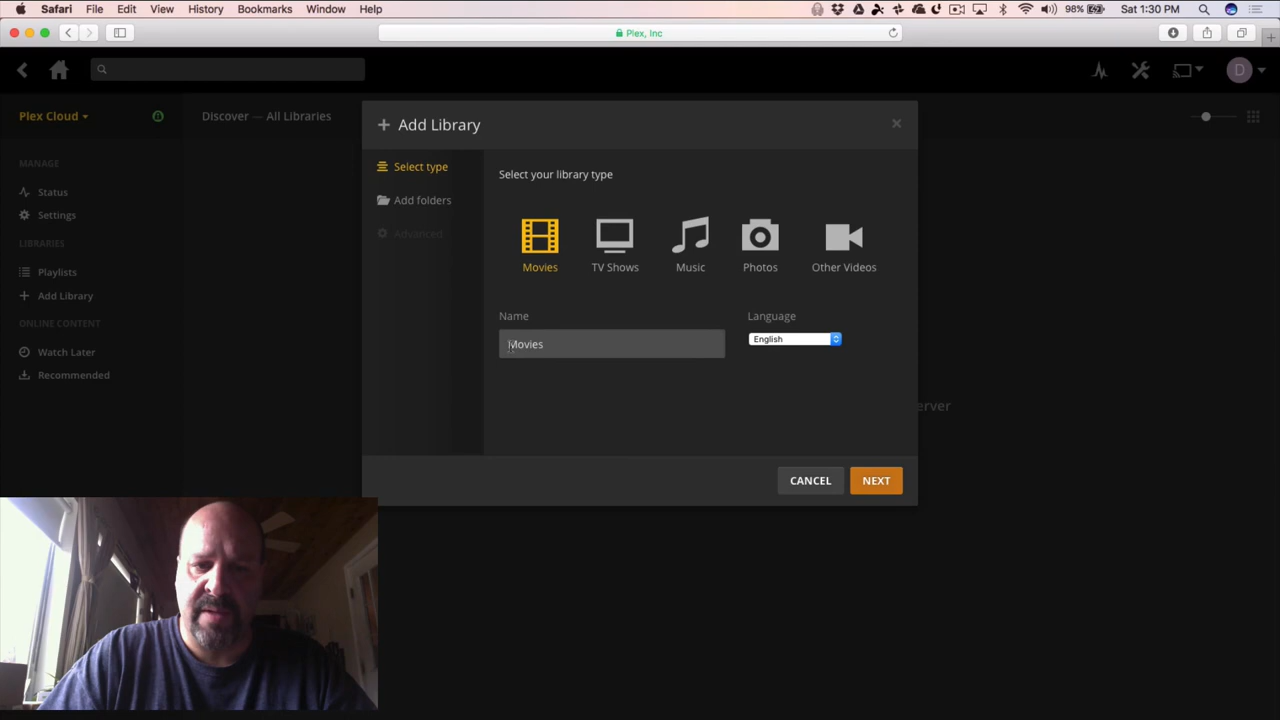 Safari File Edit View History Bookmarks Window Help 98% Sat 1:30 PM
Plex, Inc
D
Plex Cloud
Discover — All Libraries
MANAGE
Status
Settings
LIBRARIES
Playlists
Add Library
ONLINE CONTENT
Watch Later
Recommended
Add Library
Select type
Add folders
Advanced
Select your library type
Movies TV Shows Music Photos Other Videos
Name Language
Movies English
erver
CANCEL NEXT